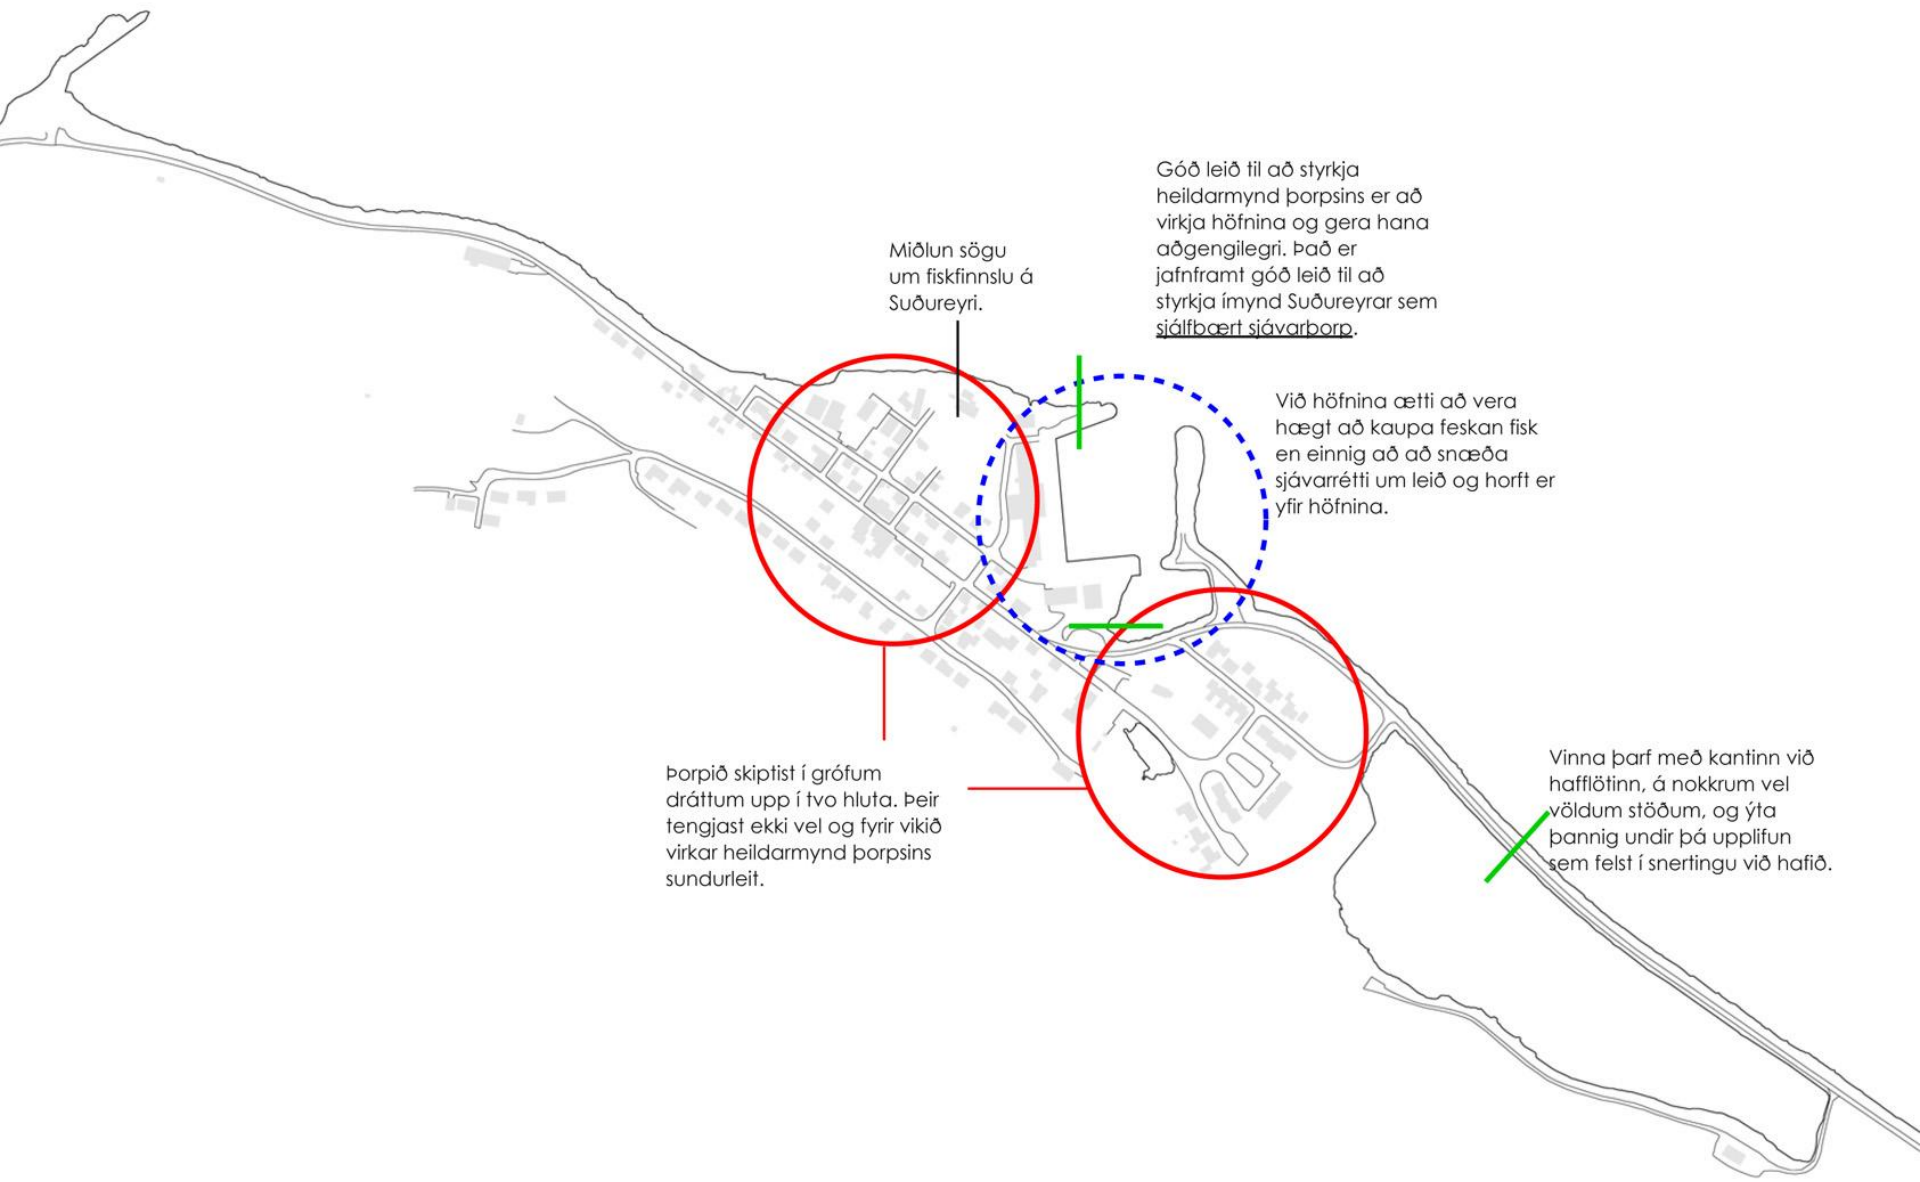 Góð leið til að styrkja
heildarmynd þorpsins er að
virkja höfnina og gera hana
aðgengilegri. Það er
jafnframt góð leið til að
styrkja ímynd Suðureyrar sem
sjálfbært sjávarþorp.
Miðlun sögu
um fiskfinnslu á
Suðureyri.
Við höfnina ætti að vera
hægt að kaupa feskan fisk
en einnig að að snæða
sjávarrétti um leið og horft er
yfir höfnina.
Þorpið skiptist í grófum
dráttum upp í tvo hluta. Þeir
tengjast ekki vel og fyrir vikið
virkar heildarmynd þorpsins
sundurleit.
Vinna þarf með kantinn við
hafflötinn, á nokkrum vel
völdum stöðum, og ýta
þannig undir þá upplifun
sem felst í snertingu við hafið.